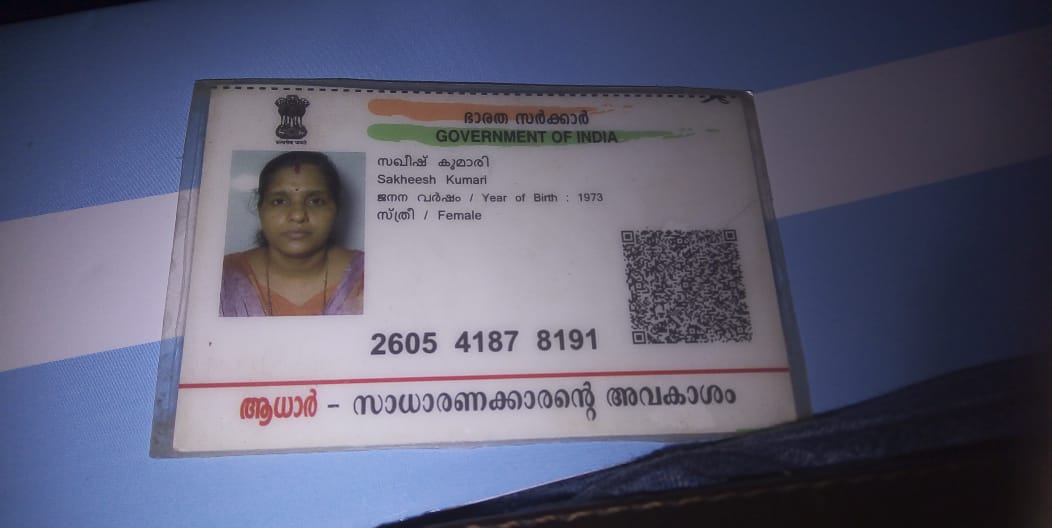 ഭാരത സർക്കാർ
GOVERNMENT OF INDIA
സഖീഷ് കുമാരി
Sakheesh Kumari
ജനന വർഷം / Year of Birth : 1973
സ്ത്രീ / Female
2605 4187 8191
ആധാർ - സാധാരണക്കാരന്റെ അവകാശം